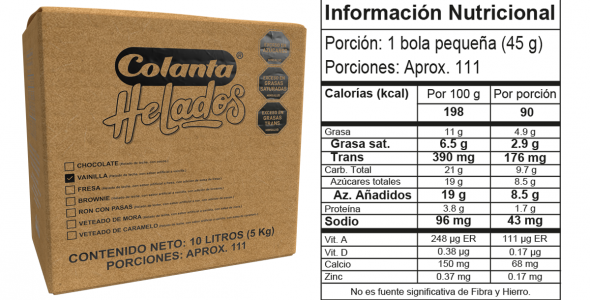 Colanta®
Helados
EXCESO EN
GRASAS
SATURADAS
EXCESO EN
GRASAS
TRANS
CHOCOLATE
VAINILLA
FRESA
BROWNIE
RON CON PASAS
VETEADO DE MORA
VETEADO DE CARAMELO
CONTENIDO NETO: 10 LITROS (5 Kg)
PORCIONES: APROX. 111
Información Nutricional
Porción: 1 bola pequeña (45 g)
Porciones: Aprox. 111
Calorías (kcal) Por 100 g Por porción
198 90
Grasa 11 g 4.9 g
Grasa sat. 6.5 g 2.9 g
Trans 390 mg 176 mg
Carb. Total 21 g 9.7 g
Azúcares totales 19 g 8.5 g
Az. Añadidos 19 g 8.5 g
Proteína 3.8 g 1.7 g
Sodio 96 mg 43 mg
Vit. A 248 µg ER 111 µg ER
Vit. D 0.38 µg 0.17 µg
Calcio 150 mg 68 mg
Zinc 0.37 mg 0.17 mg
No es fuente significativa de Fibra y Hierro.